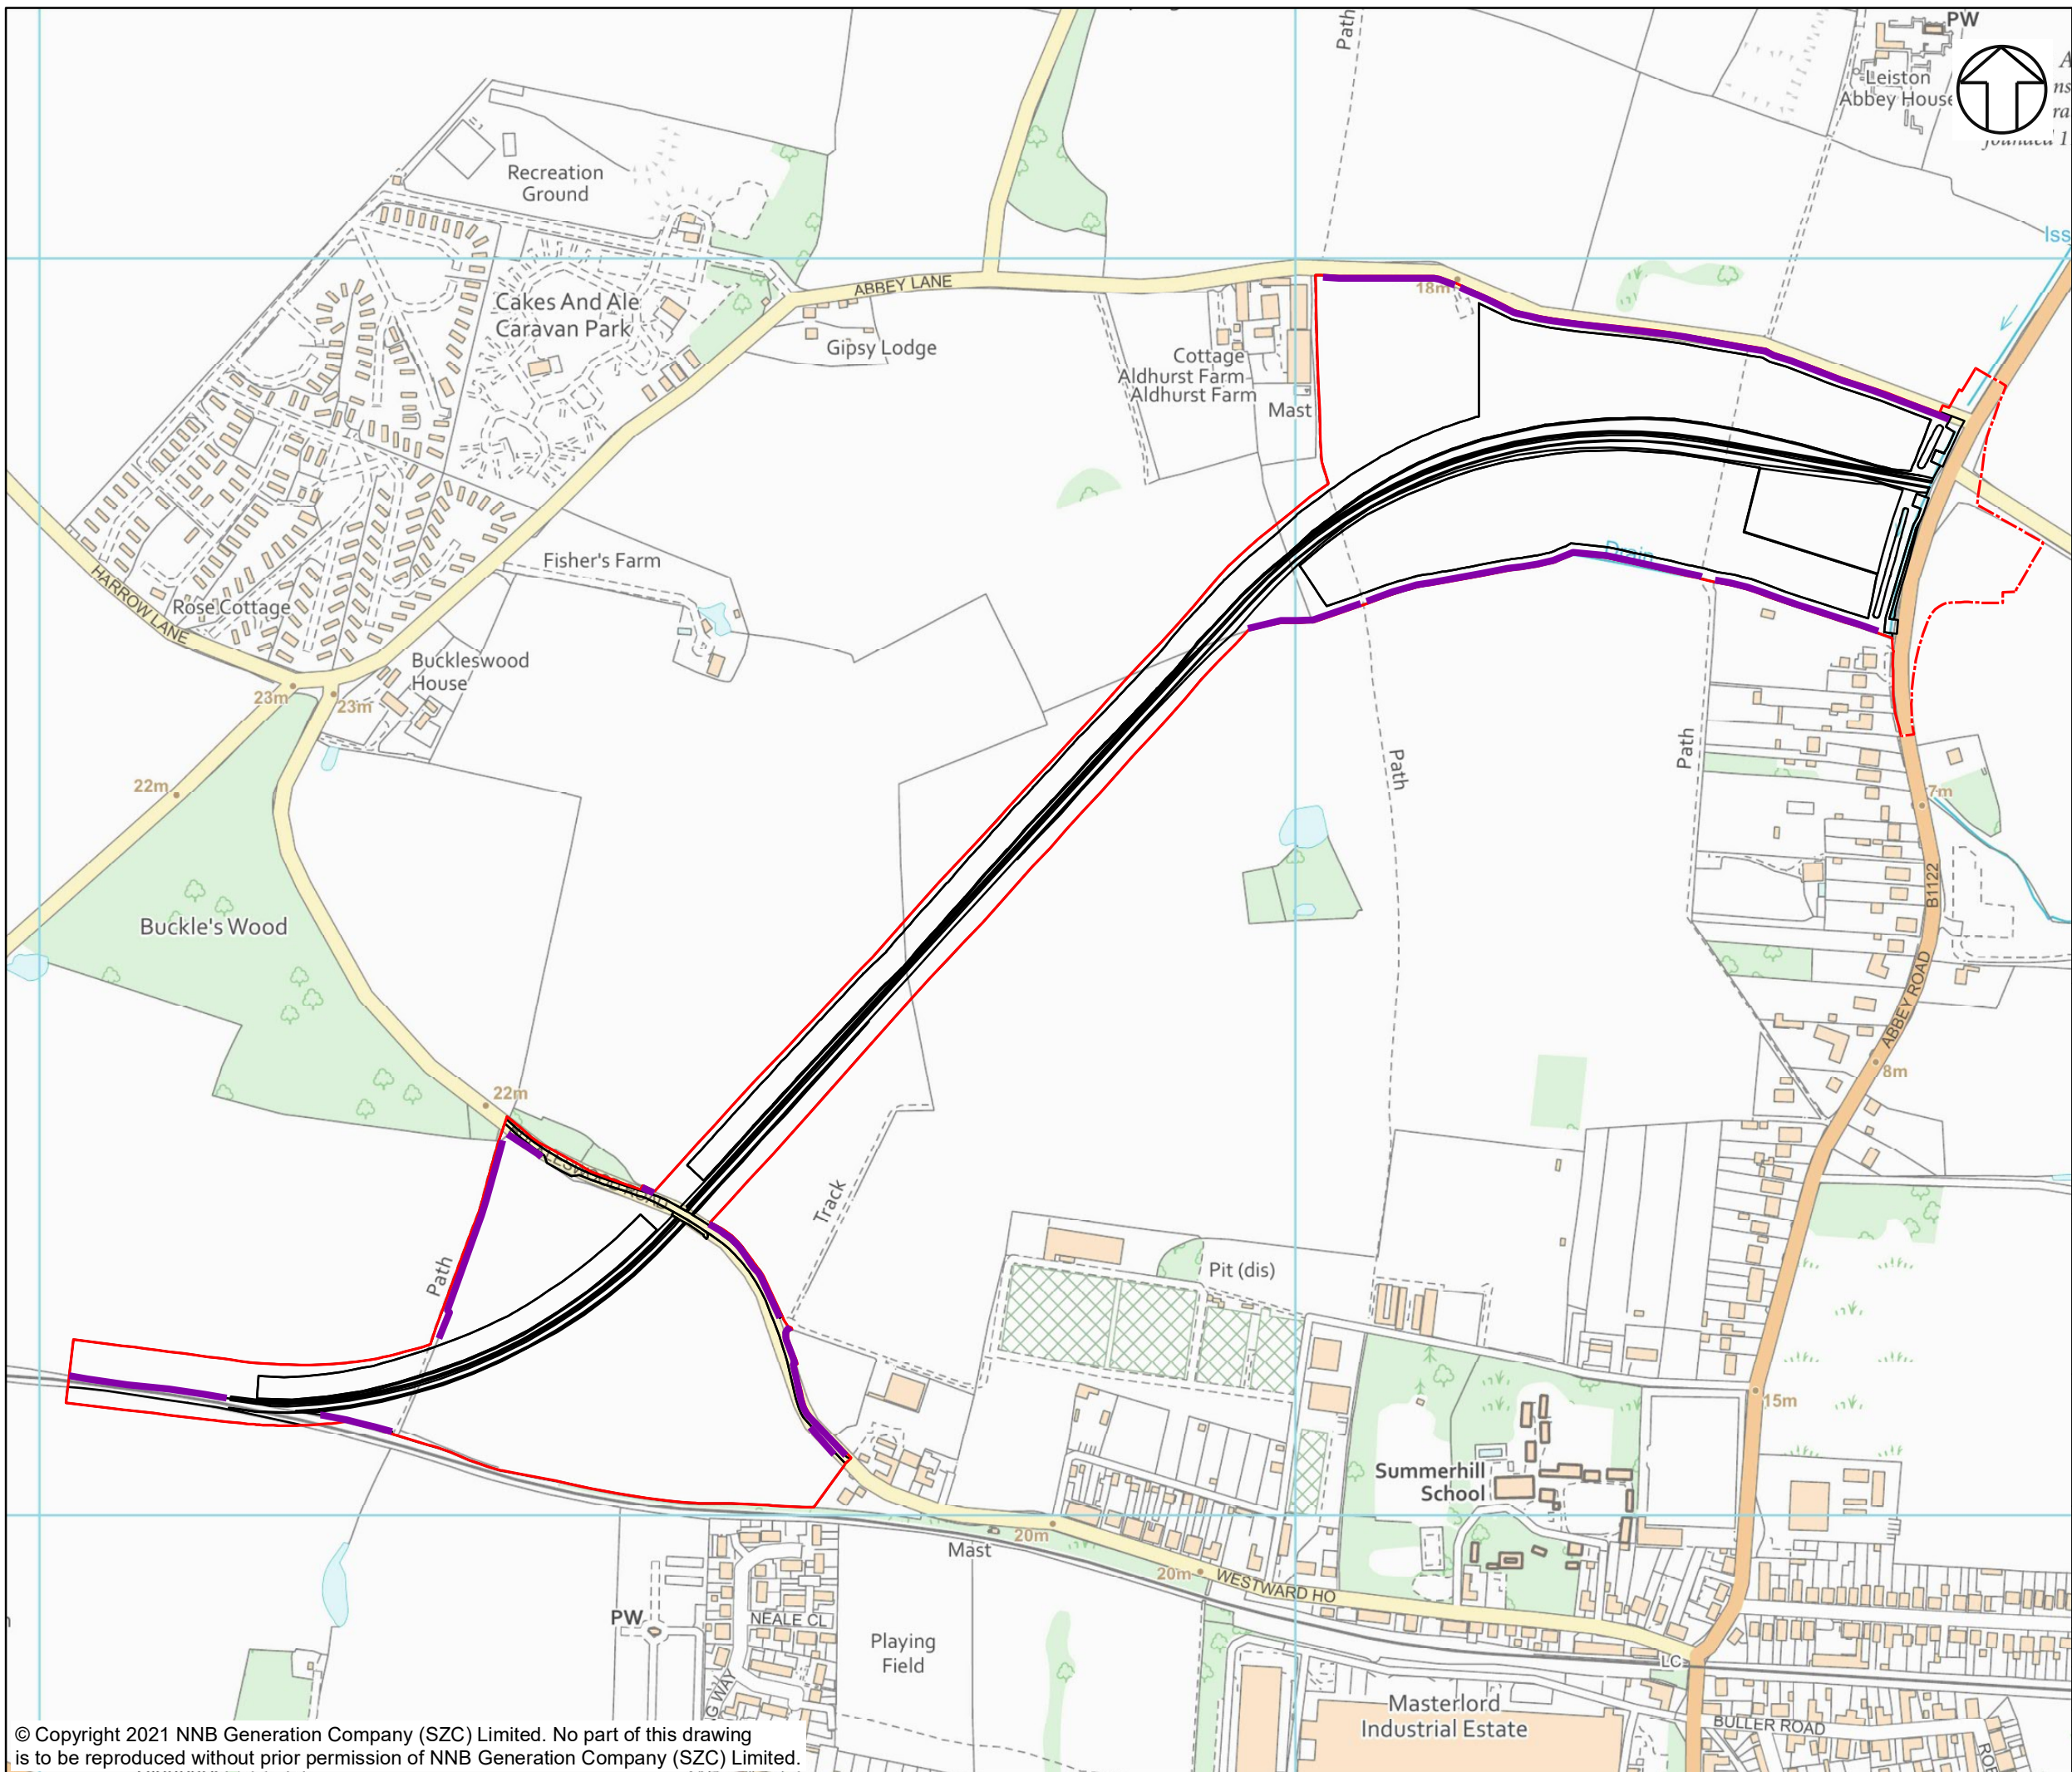 Path
PW
Leiston
Abbey House
Recreation
Ground
Iss
ABBEY LANE
18m
Cakes And Ale
Caravan Park
Gipsy Lodge
Cottage
Aldhurst Farm
Aldhurst Farm
Mast
Drain
Fisher's Farm
HARROW LANE
Rose Cottage
Buckleswood
House
23m
23m
22m
Path
Path
7m
B1122
Buckle's Wood
ABBEY ROAD
8m
22m
ROAD
Track
Path
Pit (dis)
15m
Summerhill
School
20m
Mast
20m
WESTWARD HO
PW
NEALE CL
Playing
Field
LC
WAY
Masterlord
Industrial Estate
BULLER ROAD
© Copyright 2021 NNB Generation Company (SZC) Limited. No part of this drawing
is to be reproduced without prior permission of NNB Generation Company (SZC) Limited.